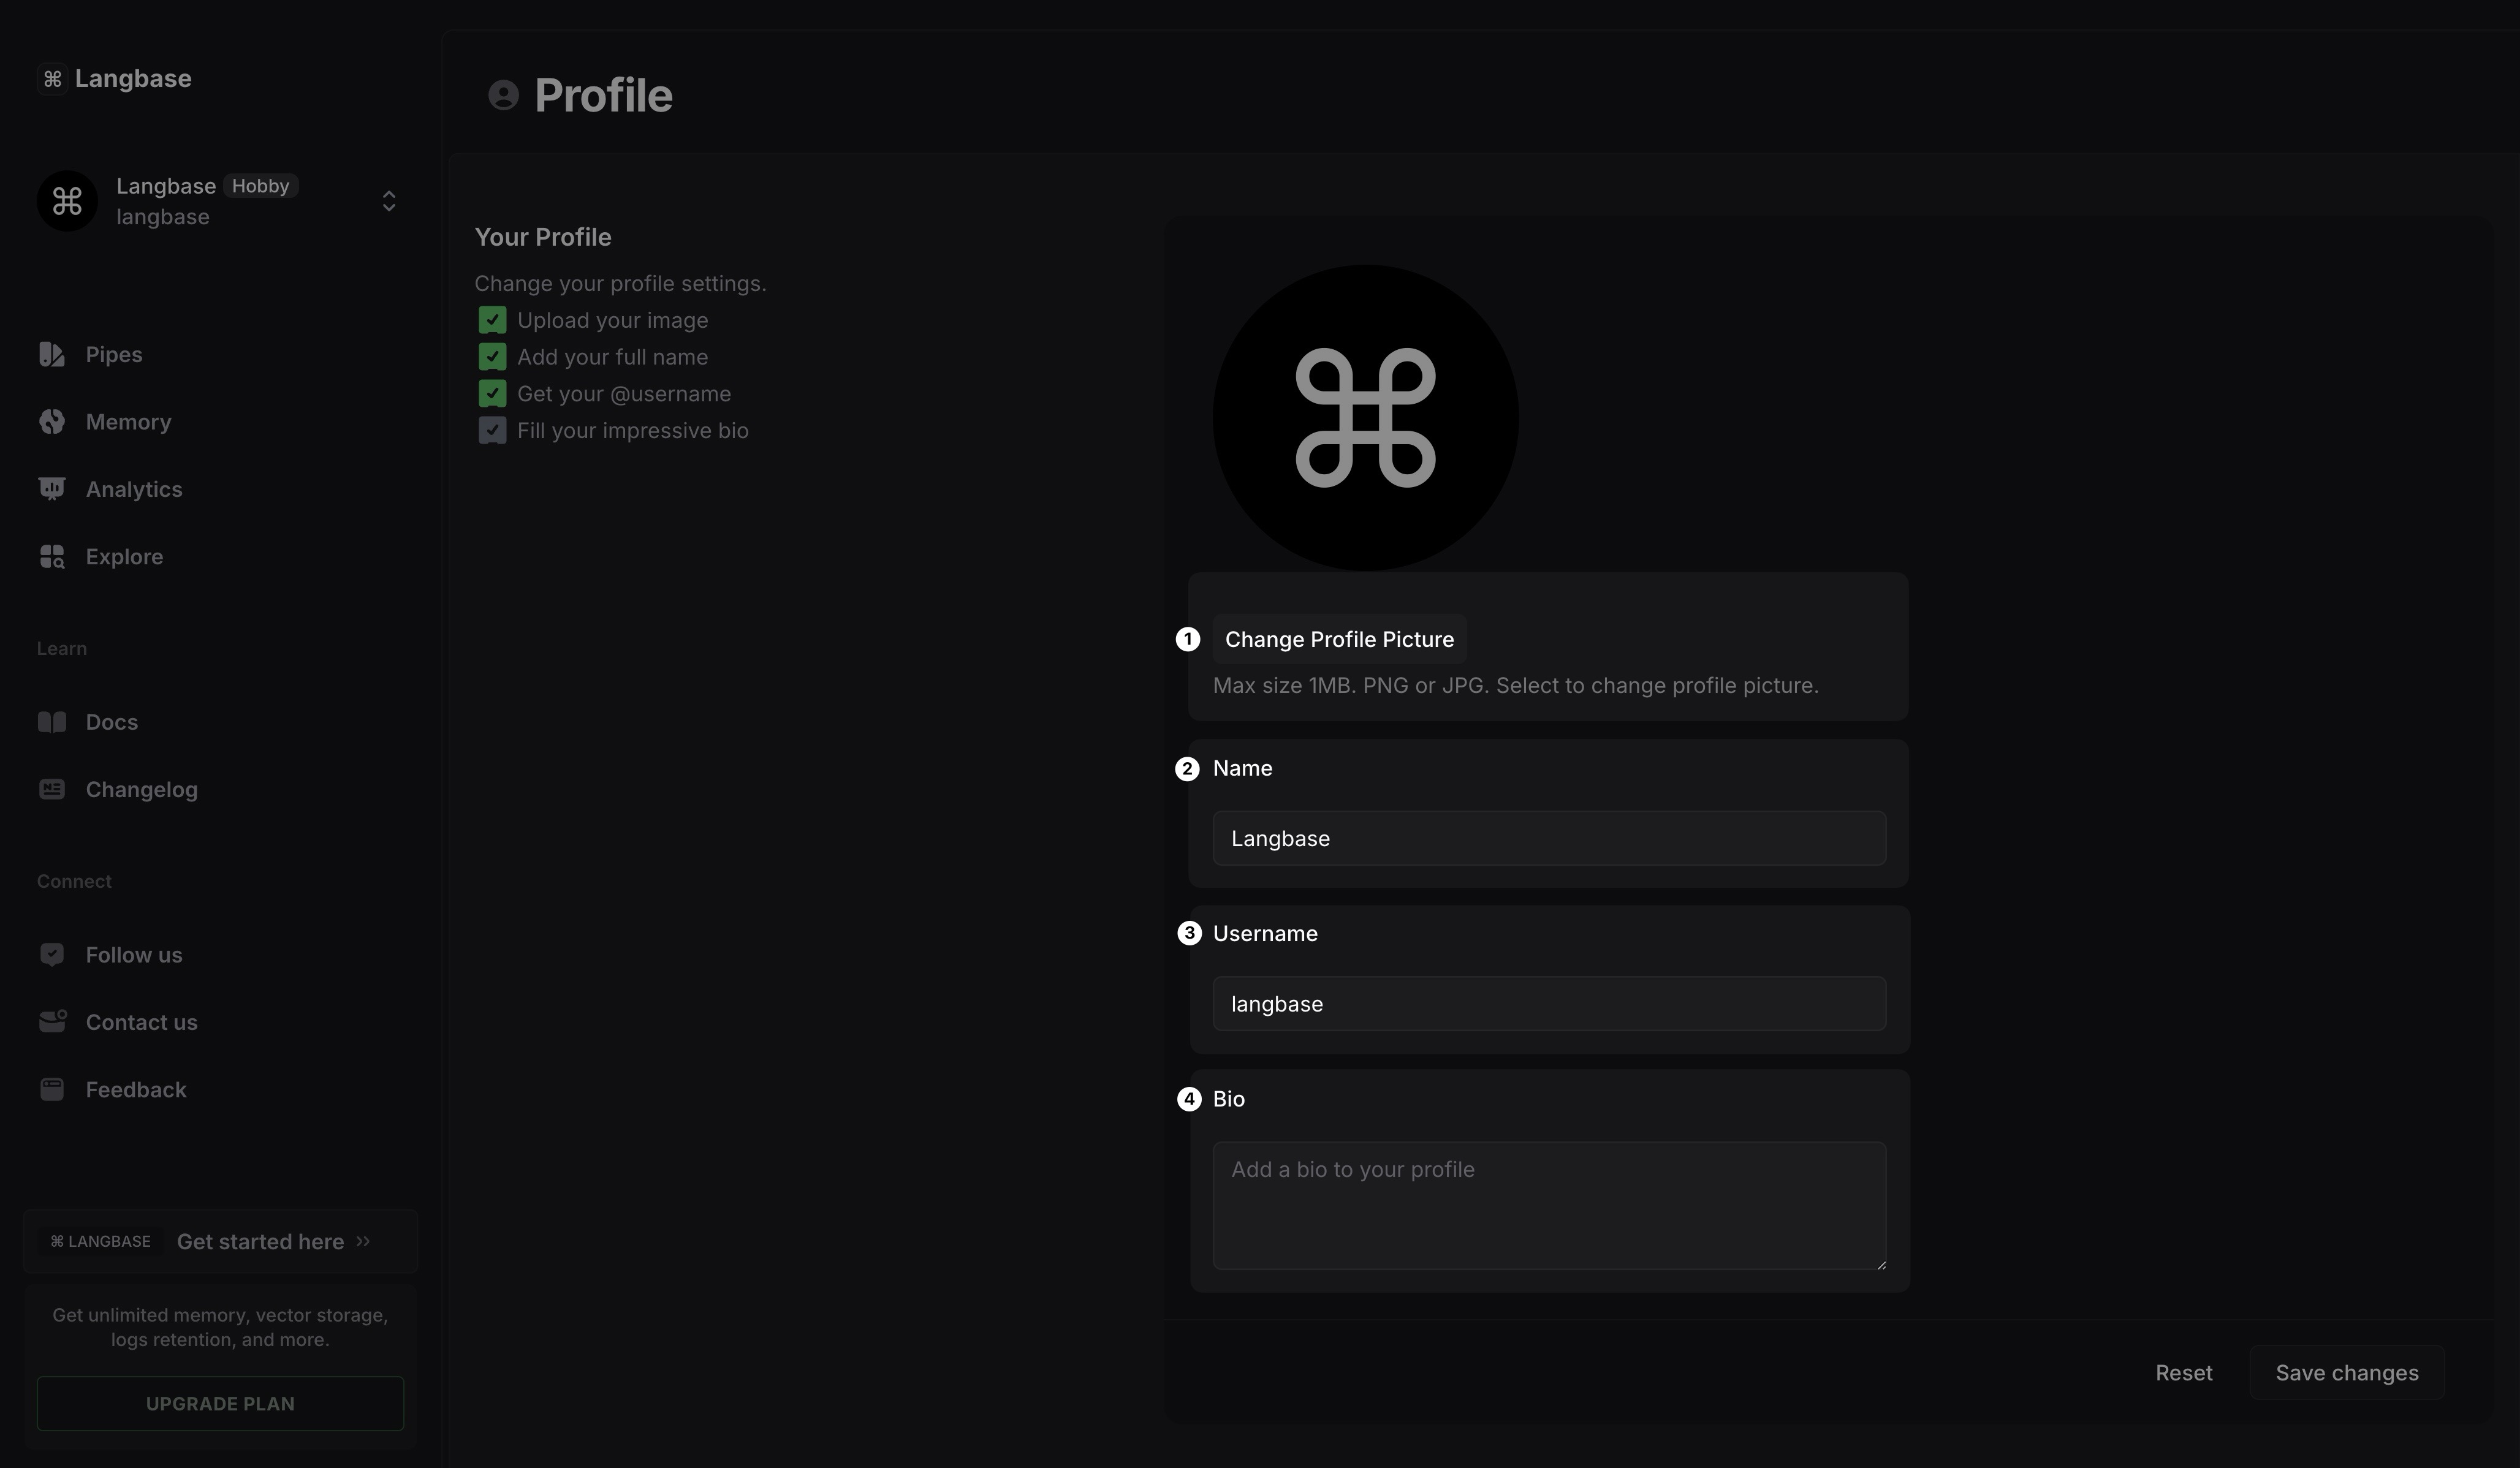 Langbase
Langbase Hobby
langbase
Pipes
Memory
Analytics
Explore
Learn
Docs
Changelog
Connect
Follow us
Contact us
Feedback
⌘ LANGBASE Get started here
Get unlimited memory, vector storage,
logs retention, and more.
UPGRADE PLAN
Profile
Your Profile
Change your profile settings.
Upload your image
Add your full name
Get your @username
Fill your impressive bio
1 Change Profile Picture
Max size 1MB. PNG or JPG. Select to change profile picture.
2 Name
Langbase
3 Username
langbase
4 Bio
Add a bio to your profile
Reset Save changes